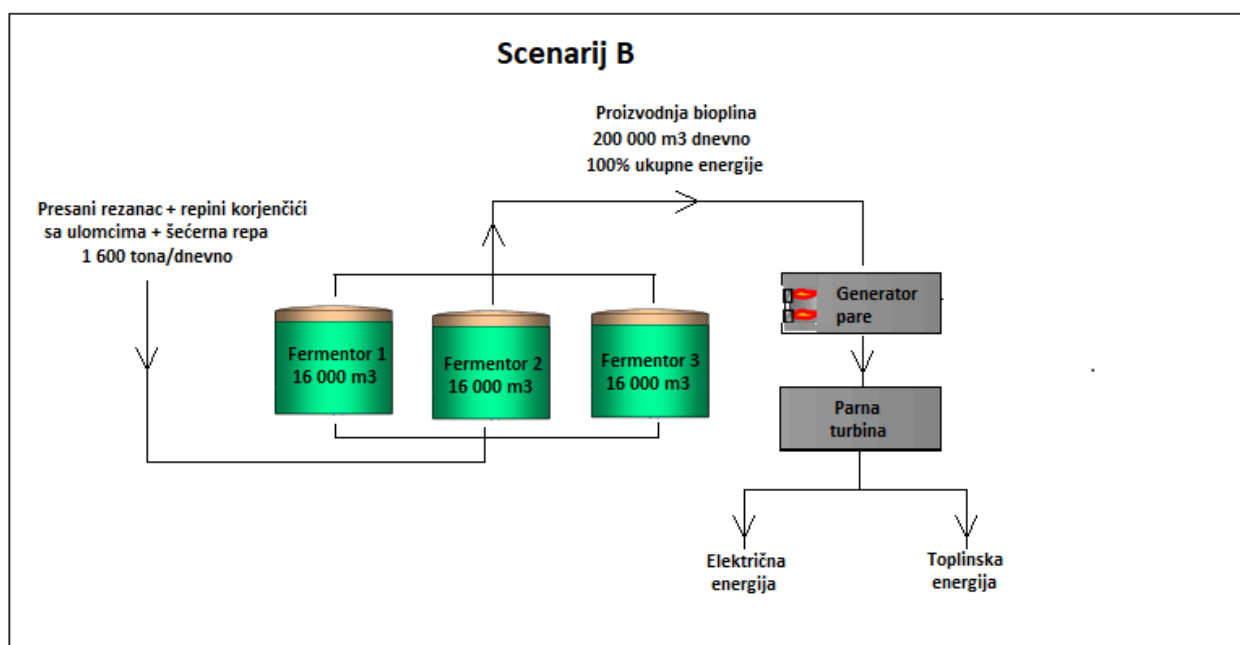 Scenarij B
Proizvodnja bioplina
200 000 m3 dnevno
100% ukupne energije
Presani rezanac + repini korjenčići
sa ulomcima + šećerna repa
1 600 tona/dnevno
Fermentor 1
16 000 m3
Fermentor 2
16 000 m3
Fermentor 3
16 000 m3
Generator
pare
Parna
turbina
Električna
energija
Toplinska
energija